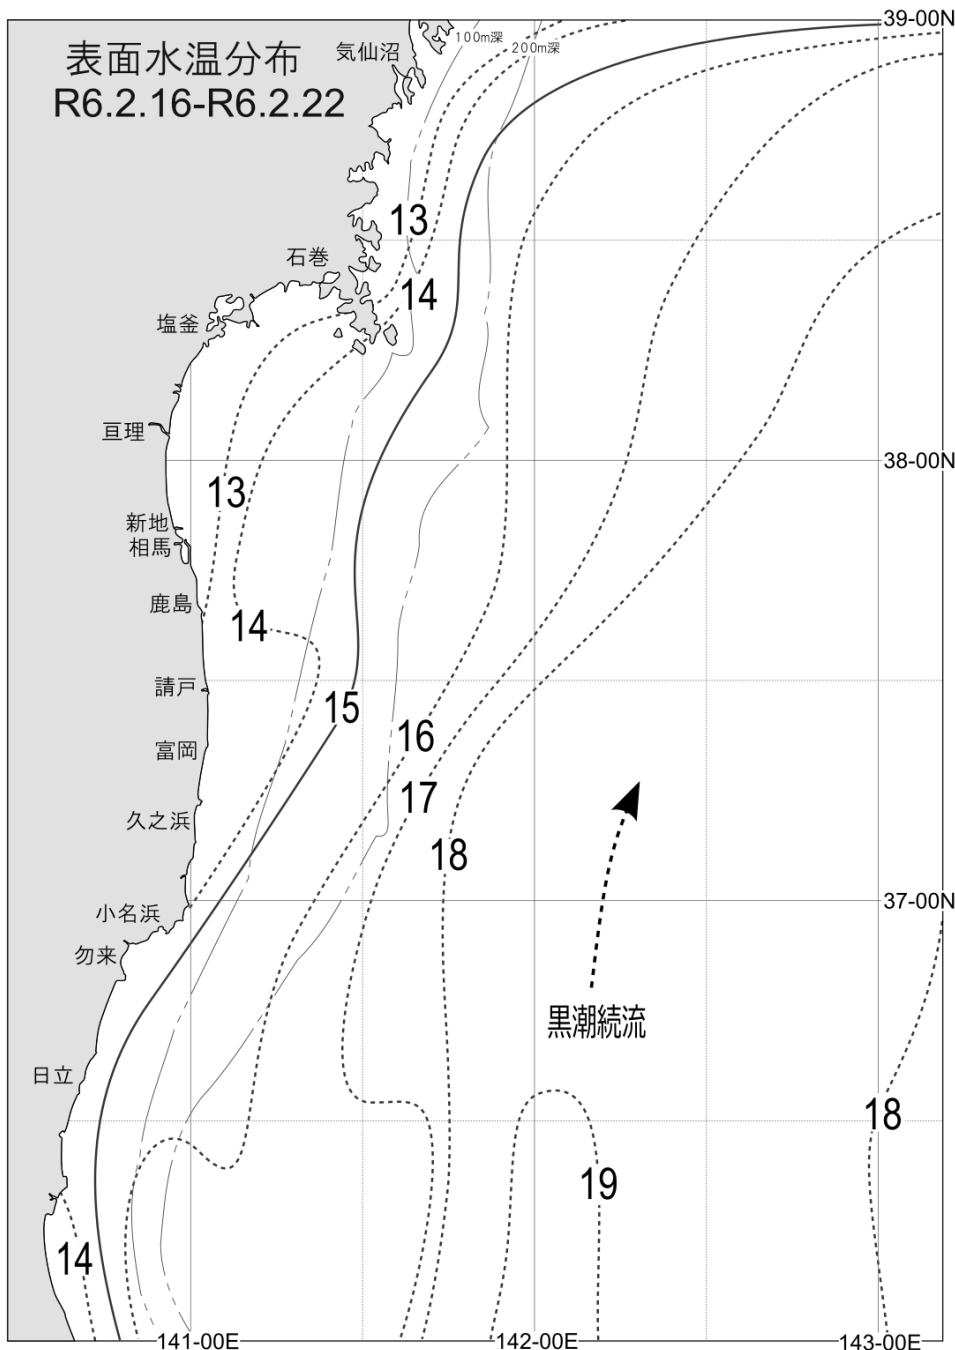 39-00N
100m深
200m深
表面水温分布
R6.2.16-R6.2.22
気仙沼
13
石巻
14
塩釜
亘理
38-00N
13
新地
相馬
鹿島
14
請戸
15
16
富岡
17
久之浜
18
37-00N
小名浜
勿来
黒潮続流
日立
18
19
14
141-00E
142-00E
143-00E